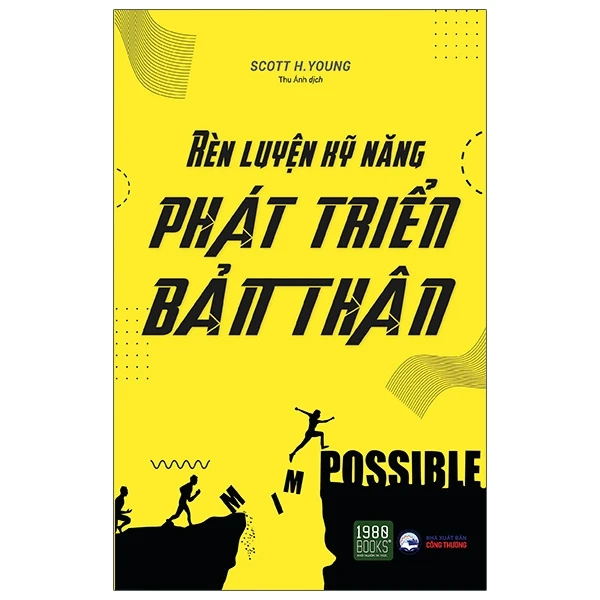 SCOTT H.YOUNG
Thu Ánh dịch
RÈN LUYỆN KỸ NĂNG
PHÁT TRIỂN
BẢN THÂN
M I M POSSIBLE
1980
BOOKS
NHÀ XUẤT BẢN
CÔNG THƯƠNG